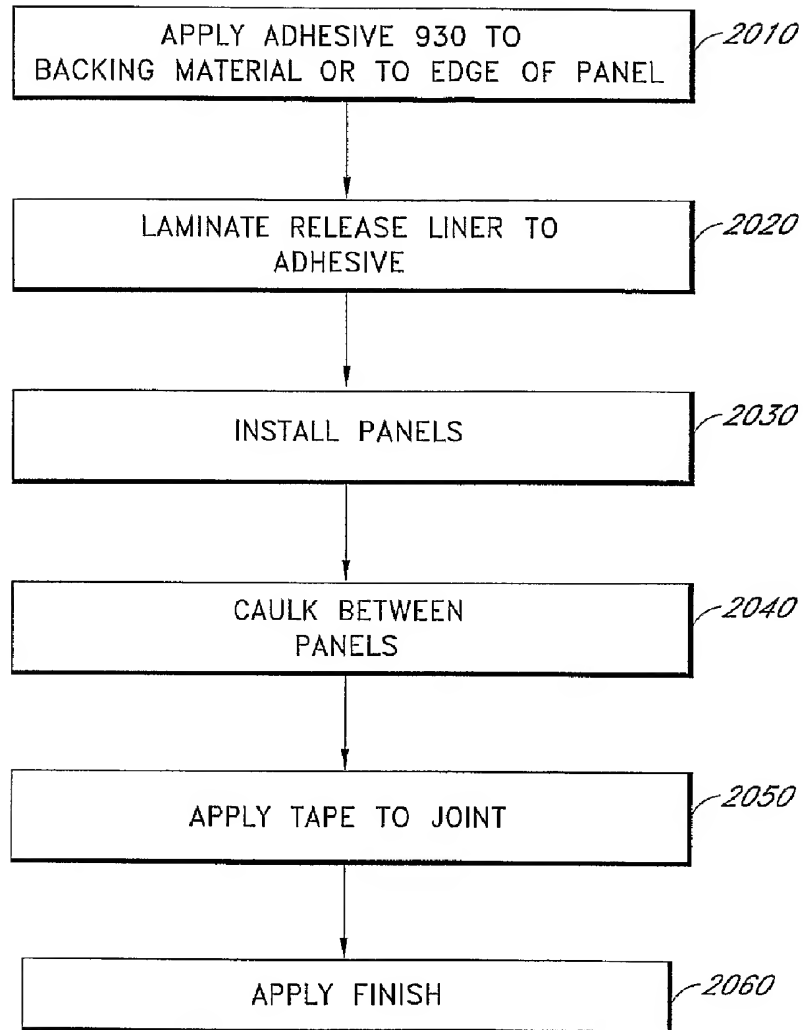 APPLY ADHESIVE 930 TO
BACKING MATERIAL OR TO EDGE OF PANEL
2010
LAMINATE RELEASE LINER TO
ADHESIVE
2020
INSTALL PANELS
2030
CAULK BETWEEN
PANELS
2040
APPLY TAPE TO JOINT
2050
APPLY FINISH
2060